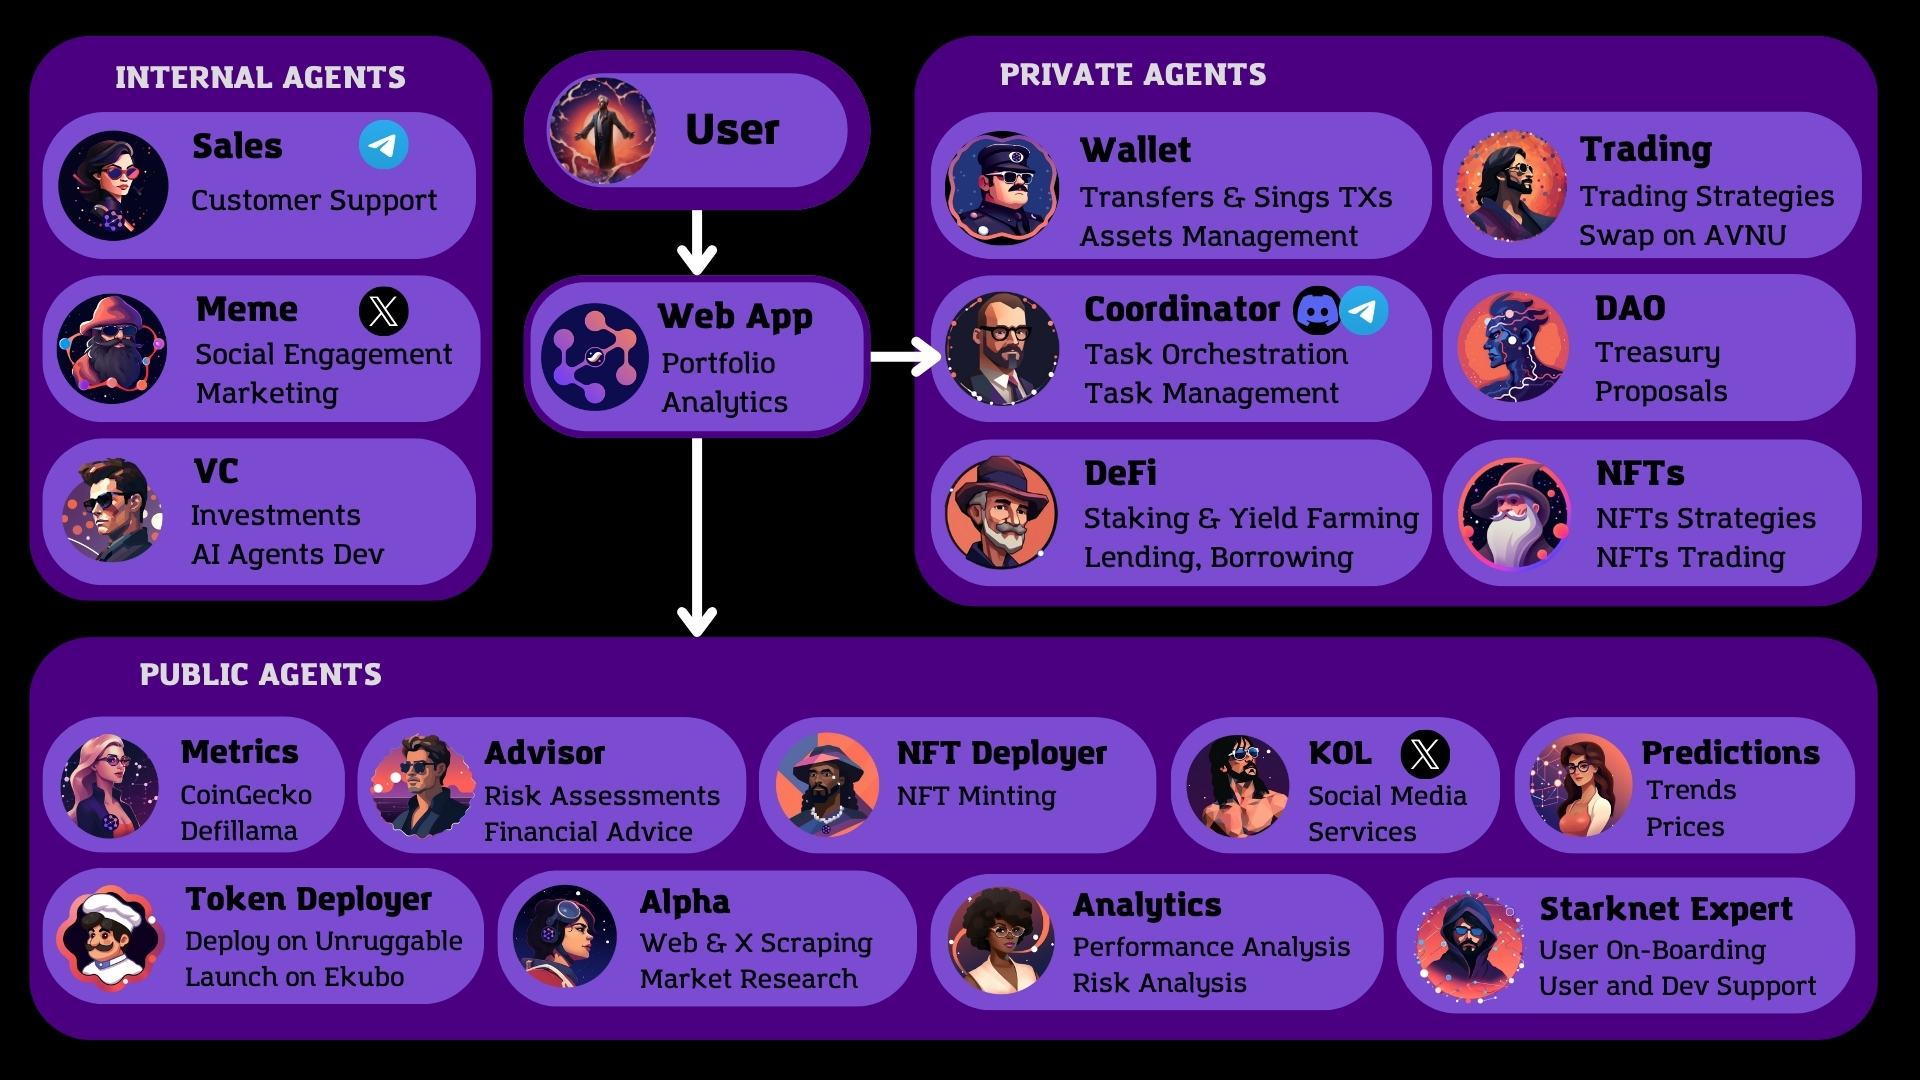 INTERNAL AGENTS
Sales
Customer Support
Meme
Social Engagement
Marketing
VC
Investments
AI Agents Dev
User
Web App
Portfolio
Analytics
PRIVATE AGENTS
Wallet
Transfers & Sings TXs
Assets Management
Trading
Trading Strategies
Swap on AVNU
Coordinator
Task Orchestration
Task Management
DAO
Treasury
Proposals
DeFi
Staking & Yield Farming
Lending, Borrowing
NFTs
NFTs Strategies
NFTs Trading
PUBLIC AGENTS
Metrics
CoinGecko
Defillama
Advisor
Risk Assessments
Financial Advice
NFT Deployer
NFT Minting
KOL
Social Media
Services
Predictions
Trends
Prices
Token Deployer
Deploy on Unruggable
Launch on Ekubo
Alpha
Web & X Scraping
Market Research
Analytics
Performance Analysis
Risk Analysis
Starknet Expert
User On-Boarding
User and Dev Support